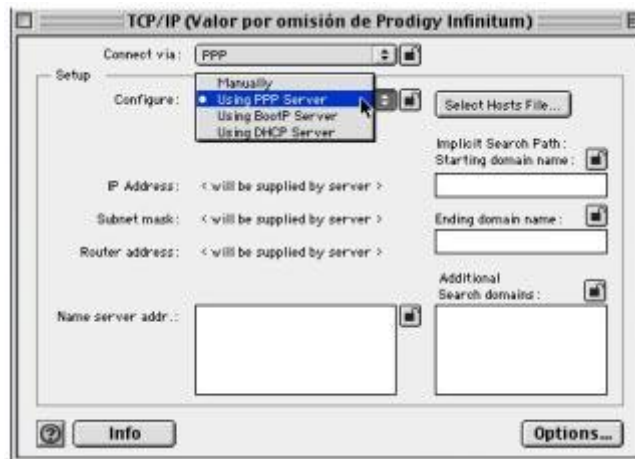 TCP/IP (Valor por omisión de Prodigy Infinitum)
Connect via: PPP
Setup
Configure:
Manually
Using PPP Server
Using BootP Server
Using DHCP Server
Select Hosts File...
Implicit Search Path:
Starting domain name:
IP Address: < will be supplied by server >
Subnet mask: < will be supplied by server >
Ending domain name:
Router address: < will be supplied by server >
Additional
Search domains:
Name server addr.:
? Info
Options...